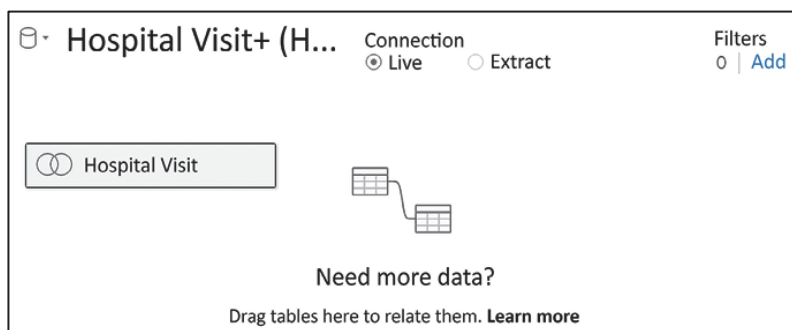 Hospital Visit+ (H...
Connection
Live
Extract
Filters
0 | Add
Hospital Visit
Need more data?
Drag tables here to relate them. Learn more